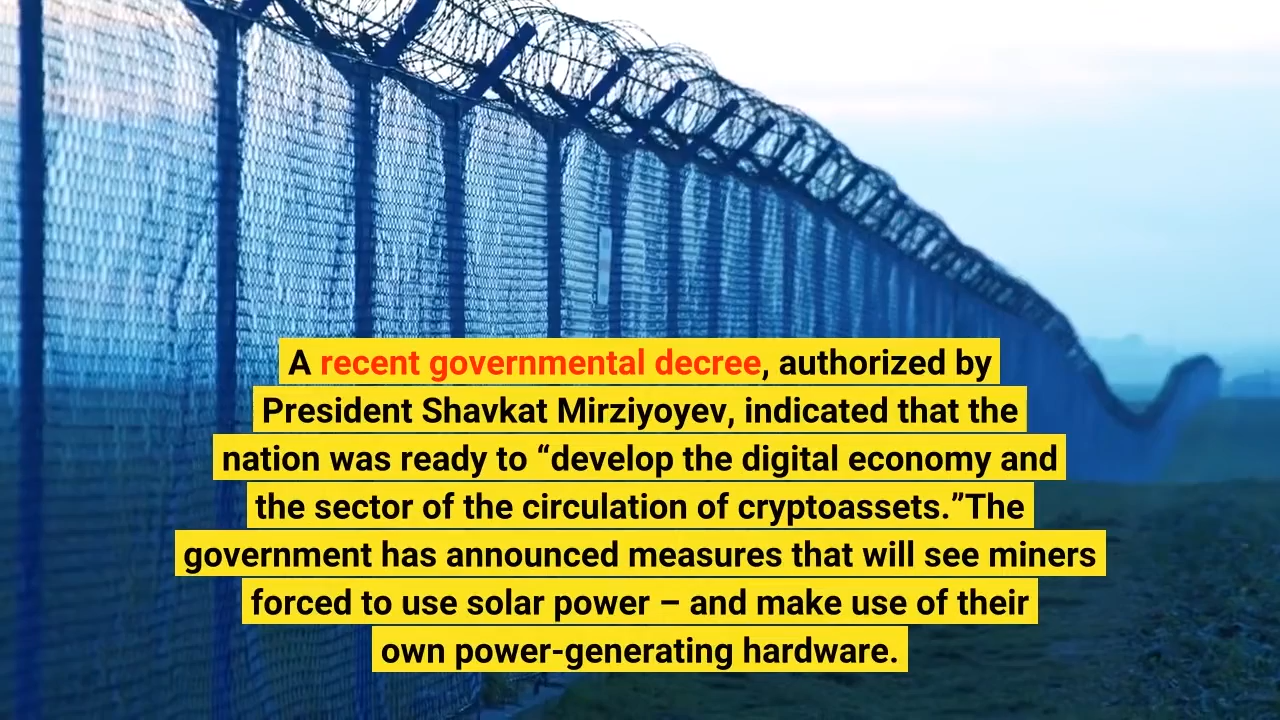 A recent governmental decree, authorized by
President Shavkat Mirziyoyev, indicated that the
nation was ready to “develop the digital economy and
the sector of the circulation of cryptoassets.”The
government has announced measures that will see miners
forced to use solar power – and make use of their
own power-generating hardware.